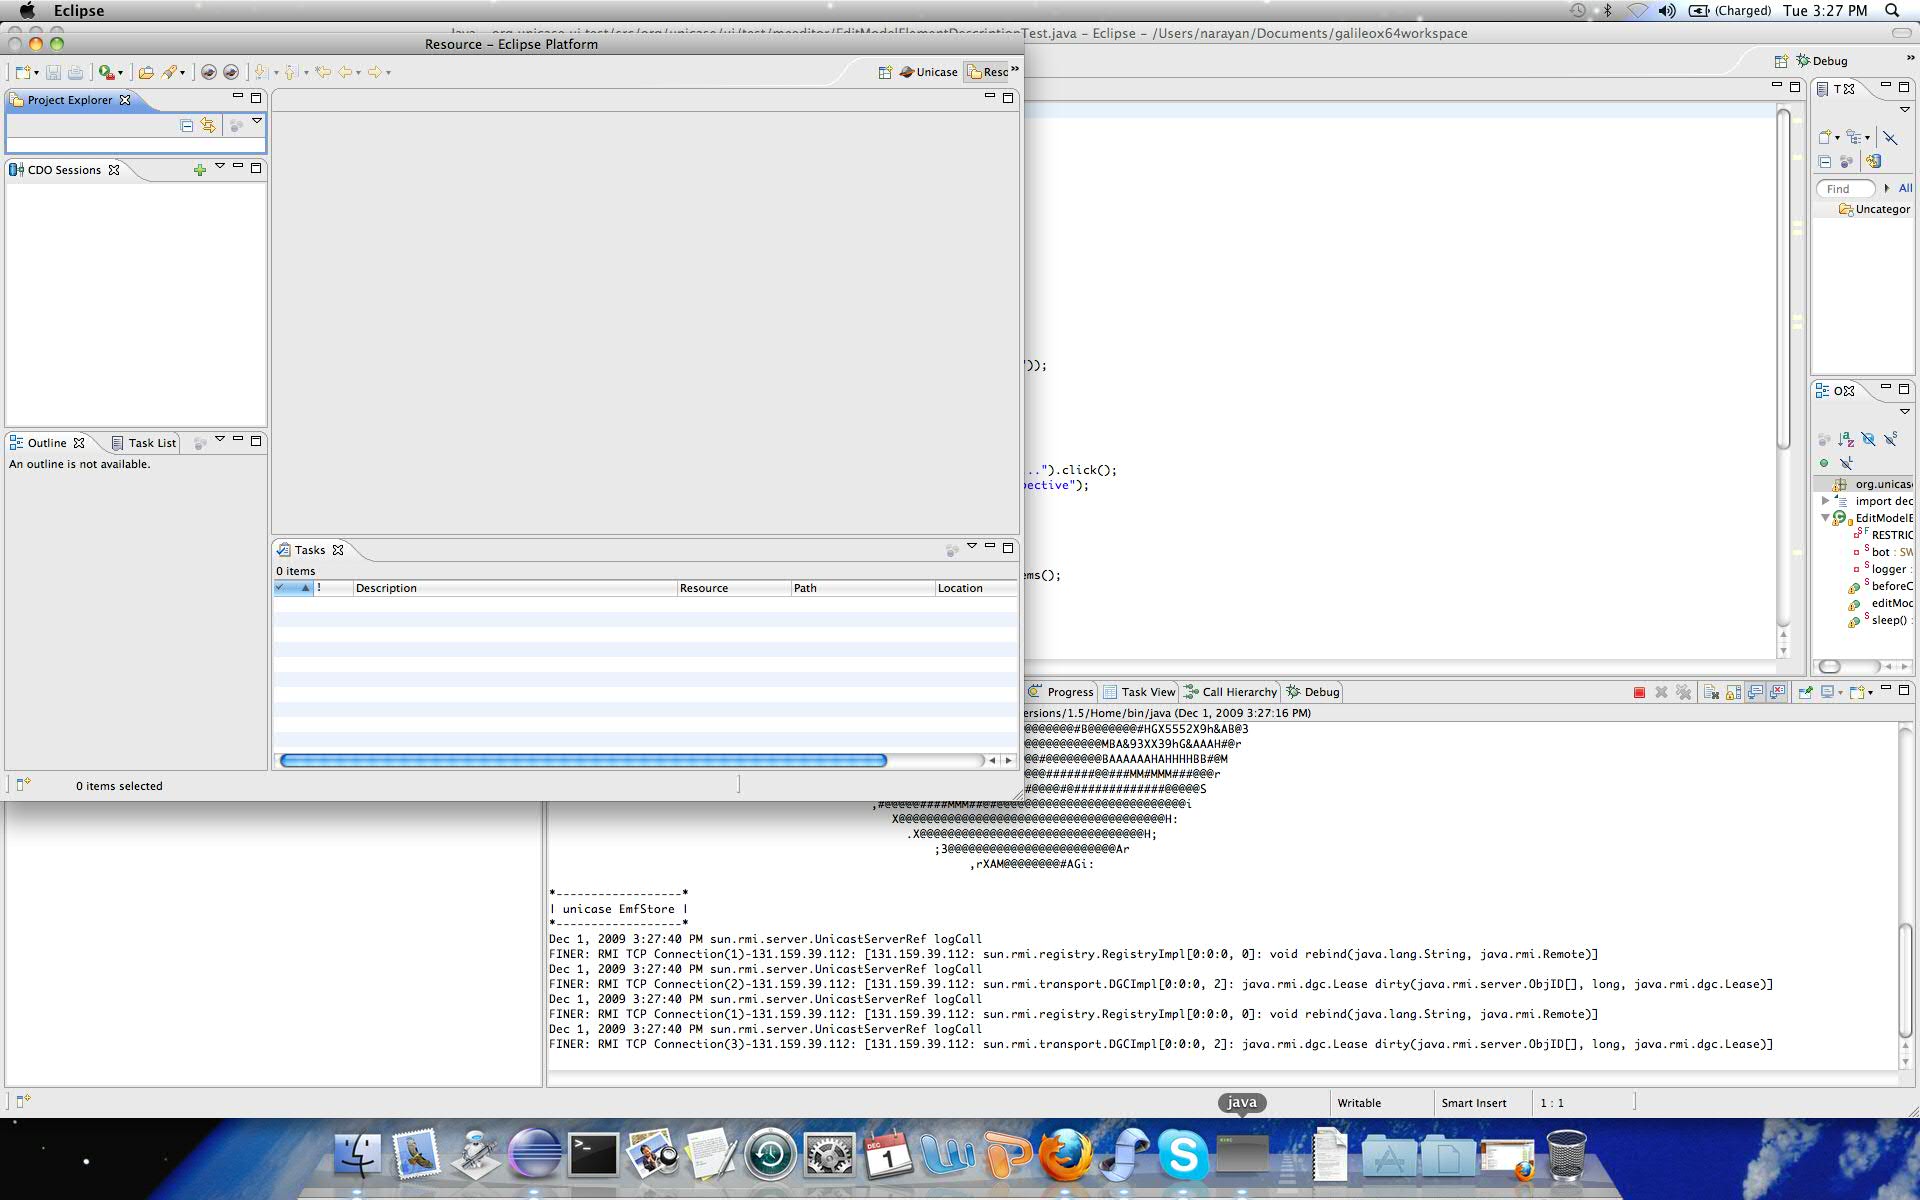 Eclipse
(Charged) Tue 3:27 PM
Java - org.unicase.ui.test/src/org/unicase/ui/test/meeditor/EditModelElementDescriptionTest.java - Eclipse - /Users/narayan/Documents/galileox64workspace
Resource - Eclipse Platform
Unicase
Reso
»
Debug
»
Project Explorer
CDO Sessions
Outline
Task List
An outline is not available.
T
Find
All
Uncategor
'));
..").click();
pective");
ems();
O
org.unicase
import dec
EditModelE
RESTRIC
bot : SW
logger :
beforeC
editMod
sleep() :
Tasks
0 items
! Description Resource Path Location
0 items selected
Progress
Task View
Call Hierarchy
Debug
ersions/1.5/Home/bin/java (Dec 1, 2009 3:27:16 PM)
@@@@@@@#B@@@@@@@#HGX5552X9h&AB@3
@@@@@@@@@@@MBA&93XX39hG&AAAH#@r
@@#@@@@@@@@BAAAAAAHAHHHHBB#@M
@@@#######@@###MM#MMM###@@@r
#@@@@#@#############@@@@@S
,#@@@@@####MMM##@#@@@@@@@@@@@@@@@@@@@@@@@@@@@i
X@@@@@@@@@@@@@@@@@@@@@@@@@@@@@@@@@@@@@@H:
.X@@@@@@@@@@@@@@@@@@@@@@@@@@@@@@@@H;
;3@@@@@@@@@@@@@@@@@@@@@@@@Ar
,rXAM@@@@@@@@#AGi:
*------------------*
| unicase EmfStore |
*------------------*
Dec 1, 2009 3:27:40 PM sun.rmi.server.UnicastServerRef logCall
FINER: RMI TCP Connection(1)-131.159.39.112: [131.159.39.112: sun.rmi.registry.RegistryImpl[0:0:0, 0]: void rebind(java.lang.String, java.rmi.Remote)]
Dec 1, 2009 3:27:40 PM sun.rmi.server.UnicastServerRef logCall
FINER: RMI TCP Connection(2)-131.159.39.112: [131.159.39.112: sun.rmi.transport.DGCImpl[0:0:0, 2]: java.rmi.dgc.Lease dirty(java.rmi.server.ObjID[], long, java.rmi.dgc.Lease)]
Dec 1, 2009 3:27:40 PM sun.rmi.server.UnicastServerRef logCall
FINER: RMI TCP Connection(1)-131.159.39.112: [131.159.39.112: sun.rmi.registry.RegistryImpl[0:0:0, 0]: void rebind(java.lang.String, java.rmi.Remote)]
Dec 1, 2009 3:27:40 PM sun.rmi.server.UnicastServerRef logCall
FINER: RMI TCP Connection(3)-131.159.39.112: [131.159.39.112: sun.rmi.transport.DGCImpl[0:0:0, 2]: java.rmi.dgc.Lease dirty(java.rmi.server.ObjID[], long, java.rmi.dgc.Lease)]
java
Writable
Smart Insert
1 : 1
DEC
1